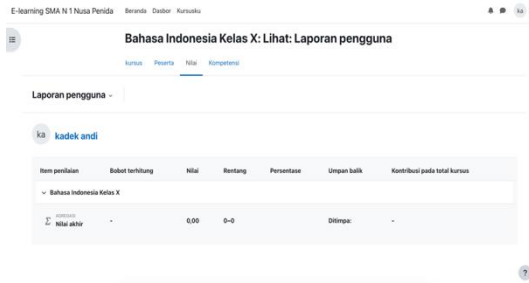 E-learning SMA N 1 Nusa Penida Beranda Dasbor Kursusku ka
Bahasa Indonesia Kelas X: Lihat: Laporan pengguna
kursus Peserta Nilai Kompetensi
Laporan pengguna
ka kadek andi
Item penilaian Bobot terhitung Nilai Rentang Persentase Umpan balik Kontribusi pada total kursus
Bahasa Indonesia Kelas X
AGREGASI
Σ Nilai akhir - 0,00 0–0 Ditimpa: -
?